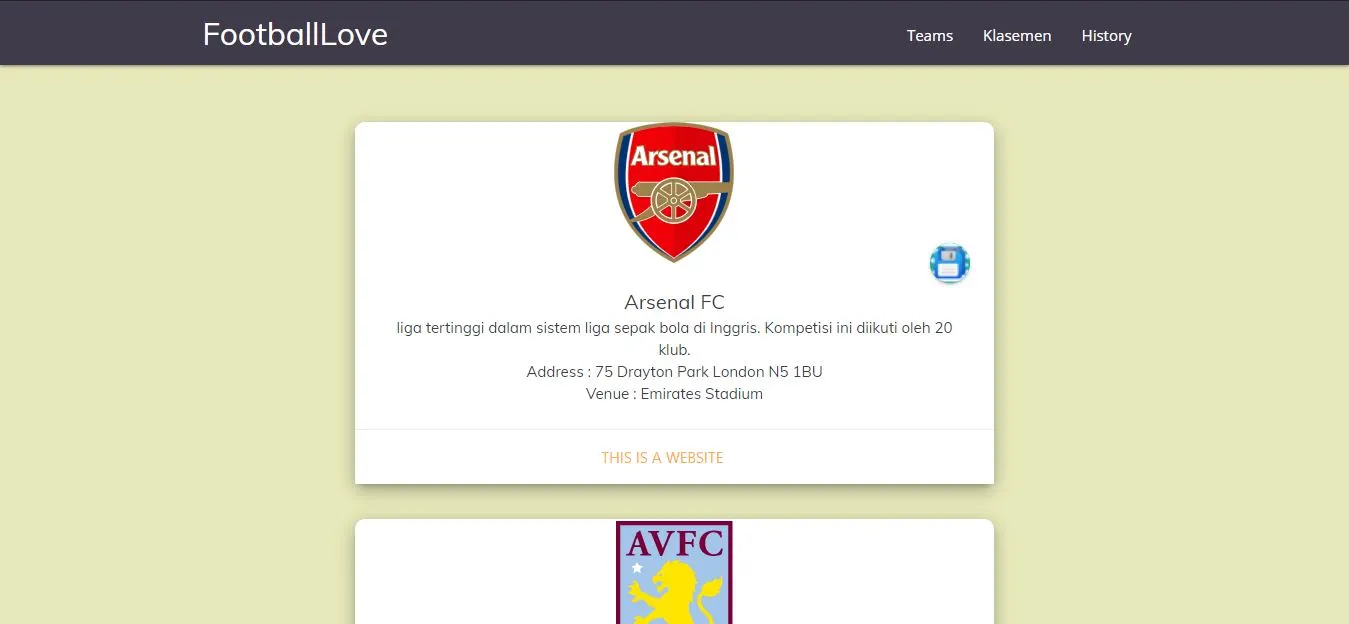 FootballLove
Teams Klasemen History
Arsenal
Arsenal FC
liga tertinggi dalam sistem liga sepak bola di Inggris. Kompetisi ini diikuti oleh 20
klub.
Address : 75 Drayton Park London N5 1BU
Venue : Emirates Stadium
THIS IS A WEBSITE
AVFC